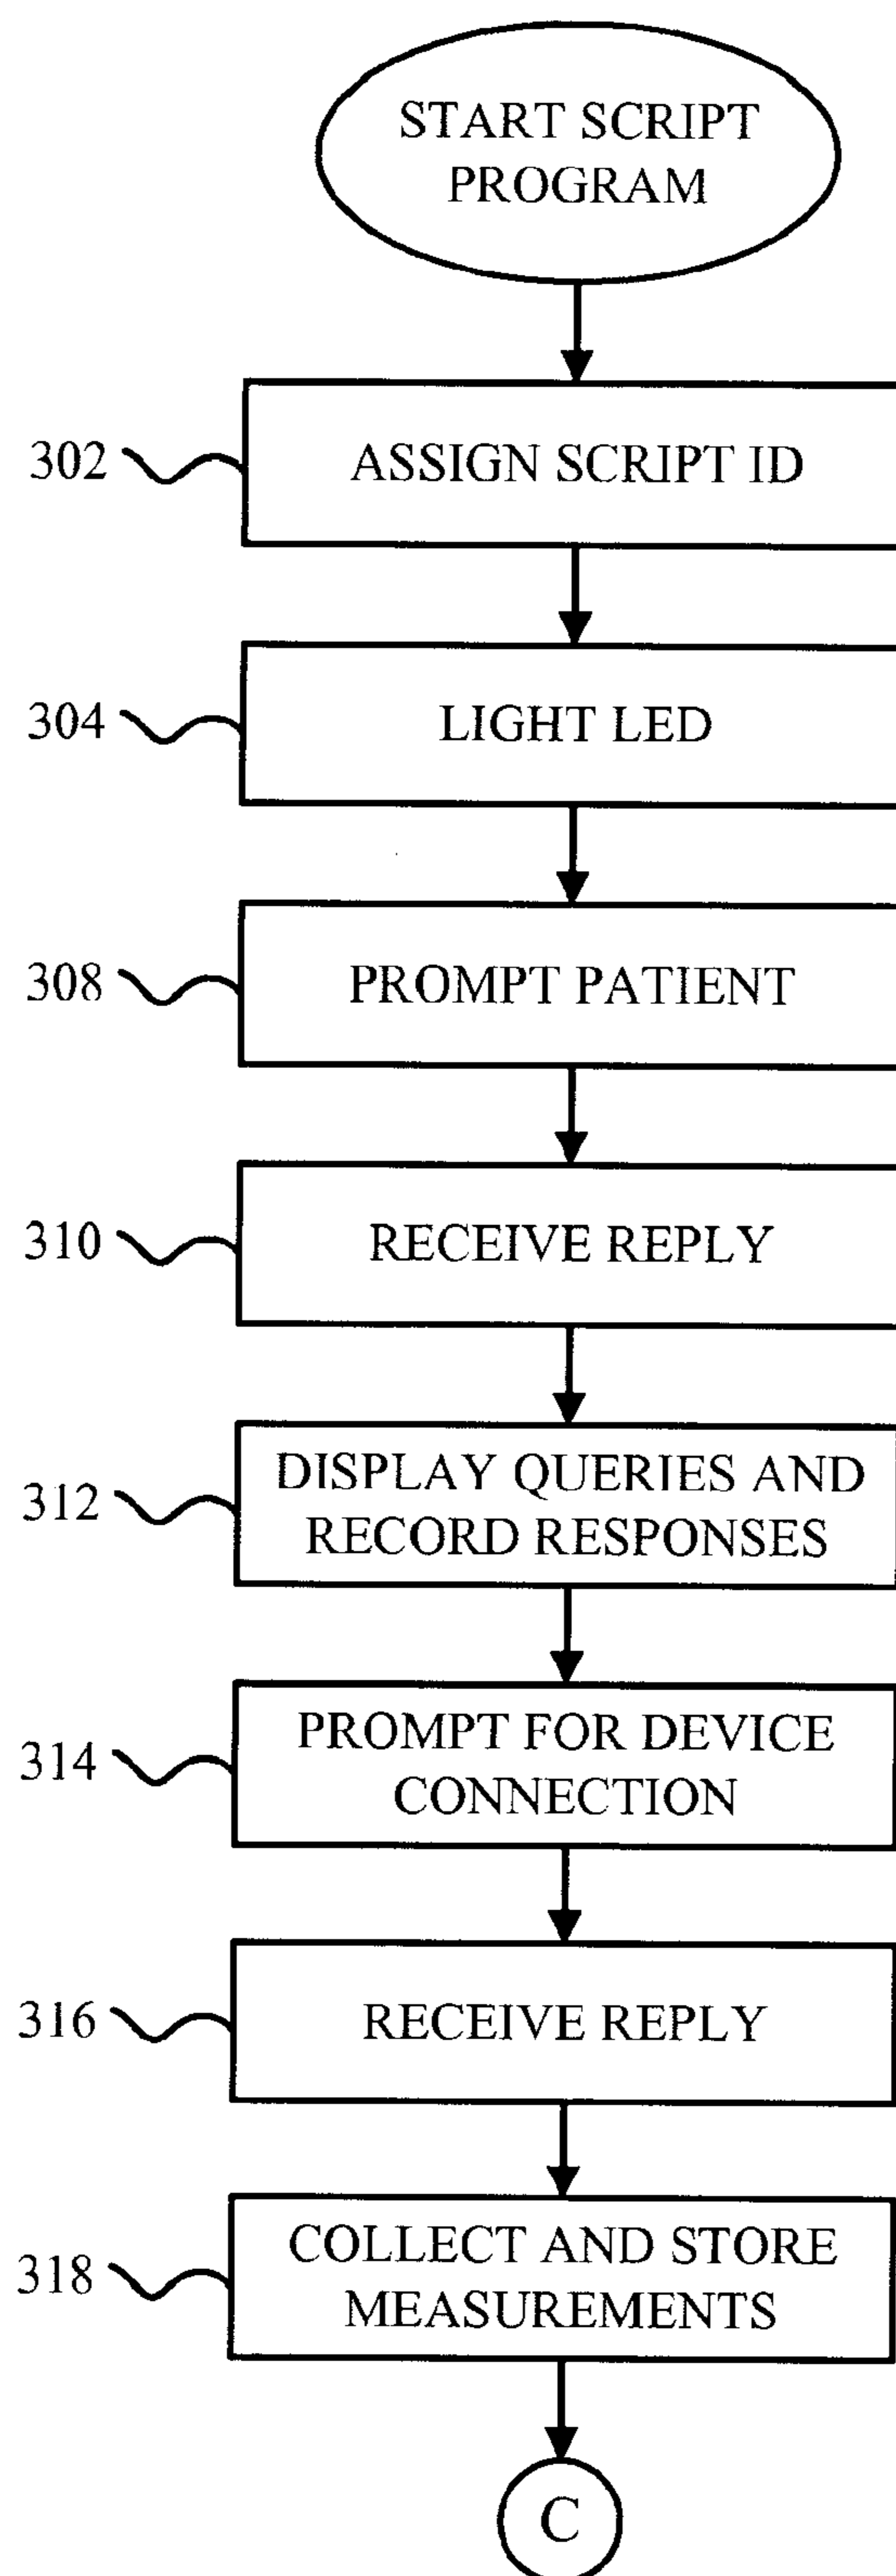 START SCRIPT
PROGRAM
302 ASSIGN SCRIPT ID
304 LIGHT LED
308 PROMPT PATIENT
310 RECEIVE REPLY
312 DISPLAY QUERIES AND
RECORD RESPONSES
314 PROMPT FOR DEVICE
CONNECTION
316 RECEIVE REPLY
318 COLLECT AND STORE
MEASUREMENTS
C